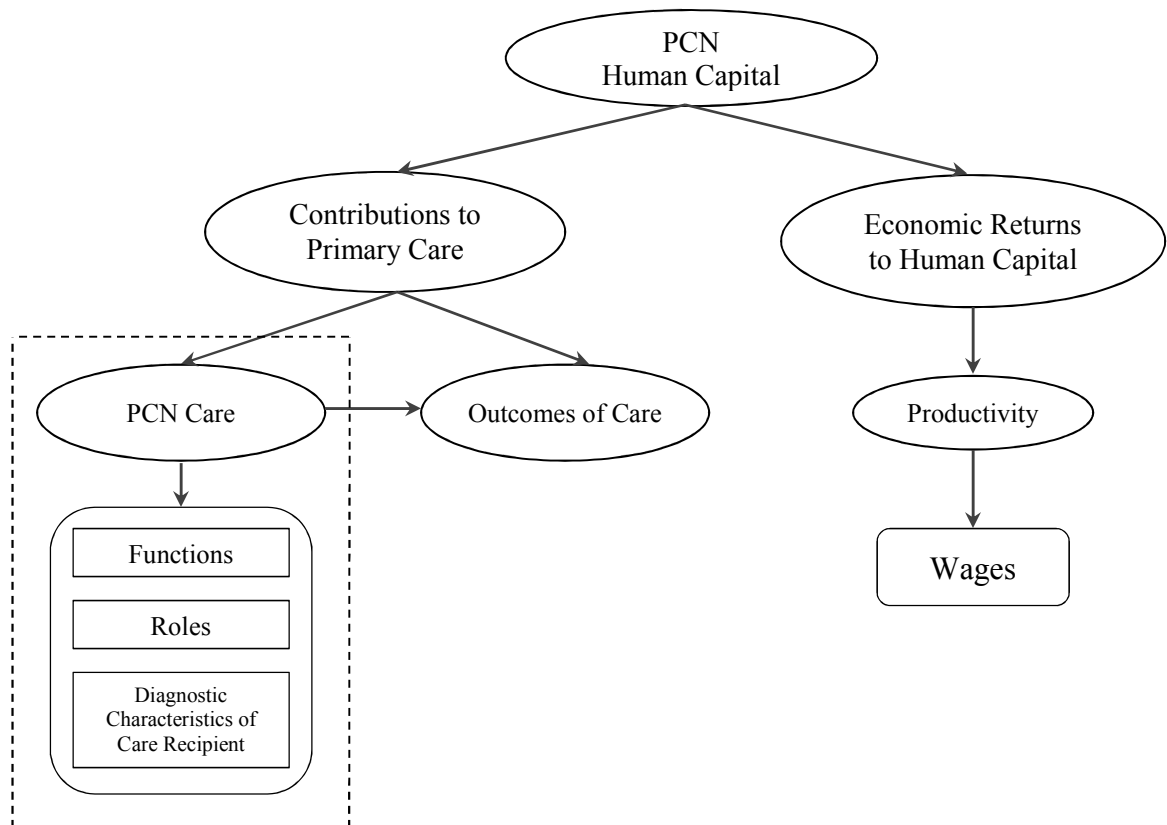 PCN
Human Capital
Contributions to
Primary Care
Economic Returns
to Human Capital
PCN Care
Outcomes of Care
Productivity
Functions
Wages
Roles
Diagnostic
Characteristics of
Care Recipient